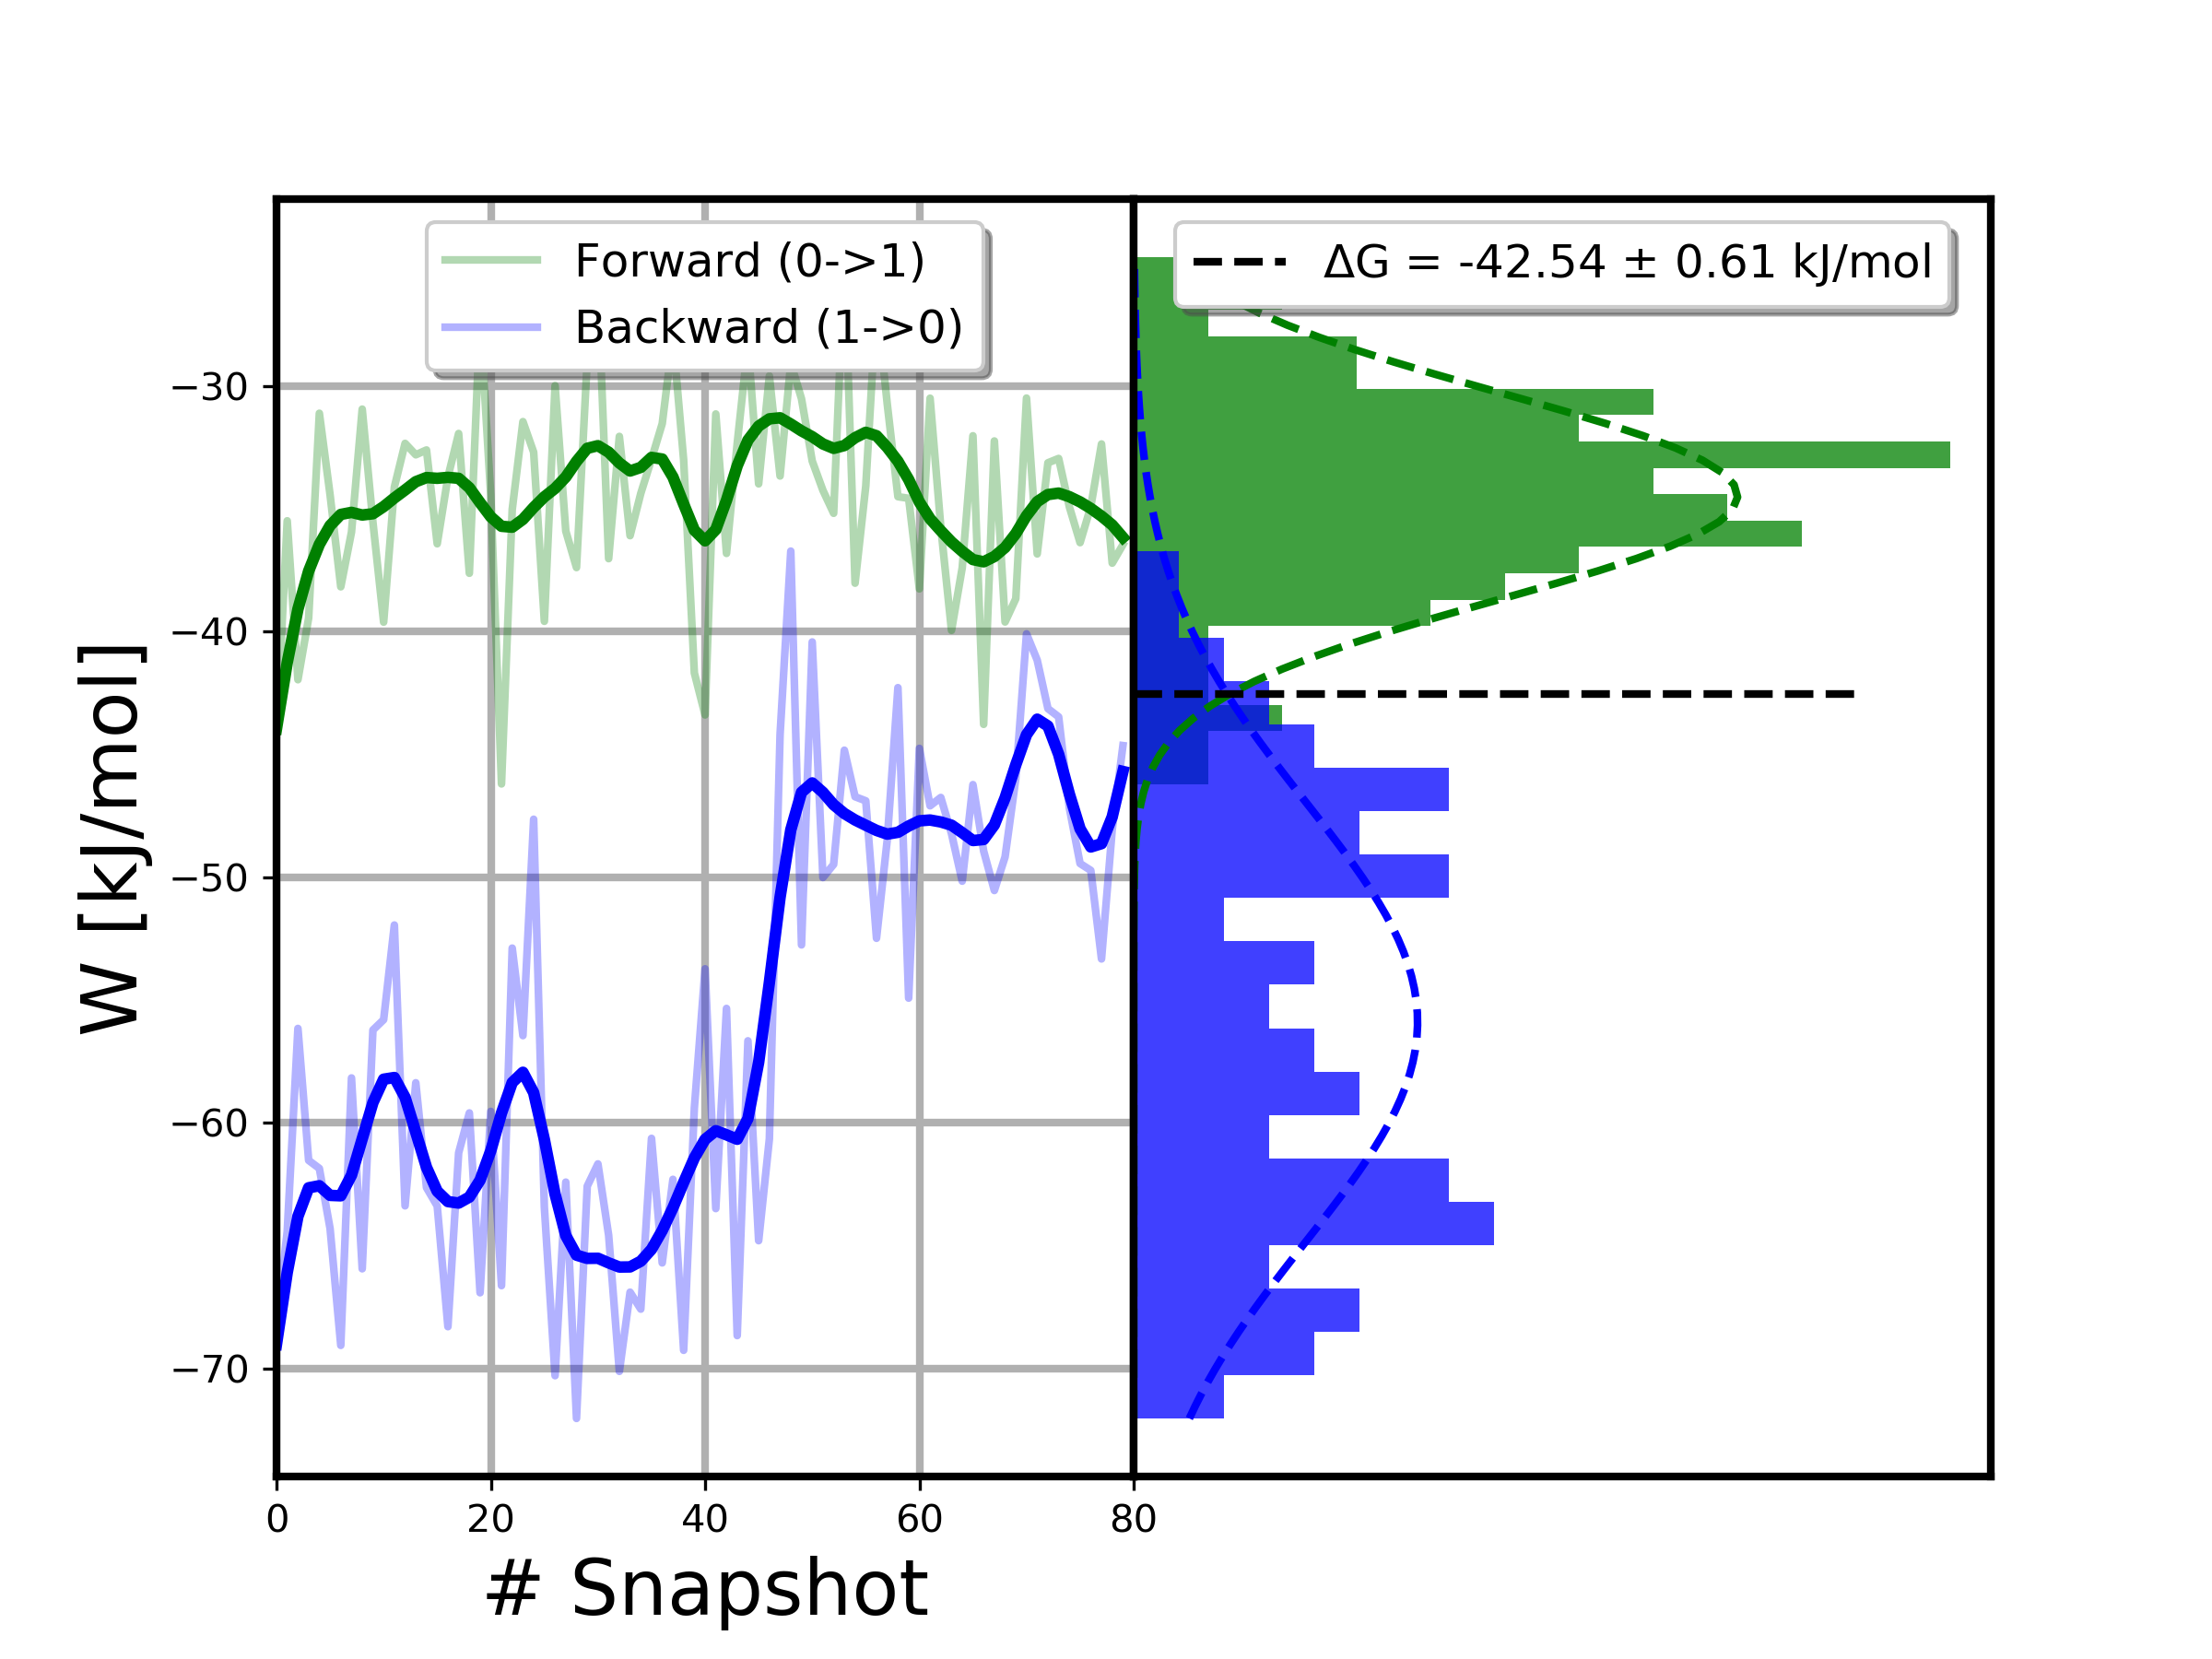 Forward (0->1)
Backward (1->0)
ΔG = -42.54 ± 0.61 kJ/mol
−30
−40
−50
−60
−70
W [kJ/mol]
0 20 40 60 80
# Snapshot